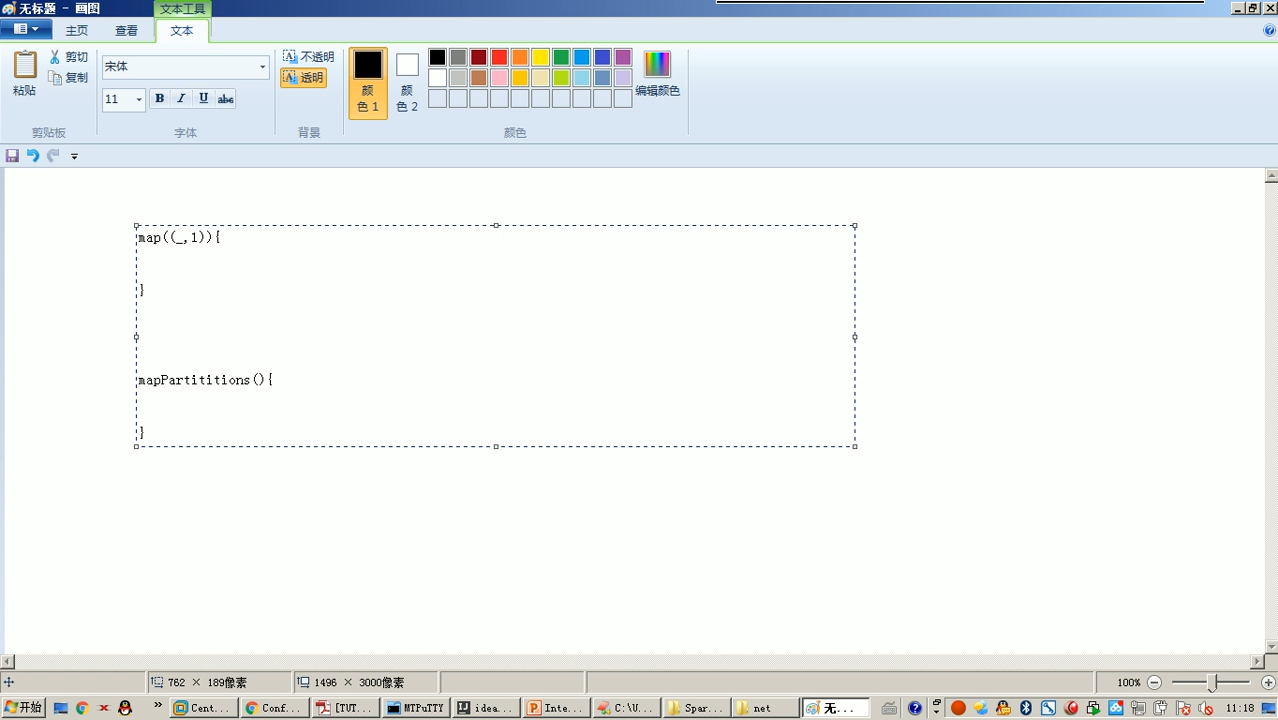 无标题 - 画图
文本工具
主页
查看
文本
粘贴
剪切
复制
剪贴板
宋体
11
B
I
U
abc
字体
不透明
透明
背景
颜
色 1
颜
色 2
编辑颜色
颜色
map((_,1)){
}
mapPartititions(){
}
762 × 189像素
1496 × 3000像素
100%
开始
Cent...
Conf...
[TUT...
MTPuTTY
idea...
Inte...
C:\U...
Spar...
net
无...
11:18